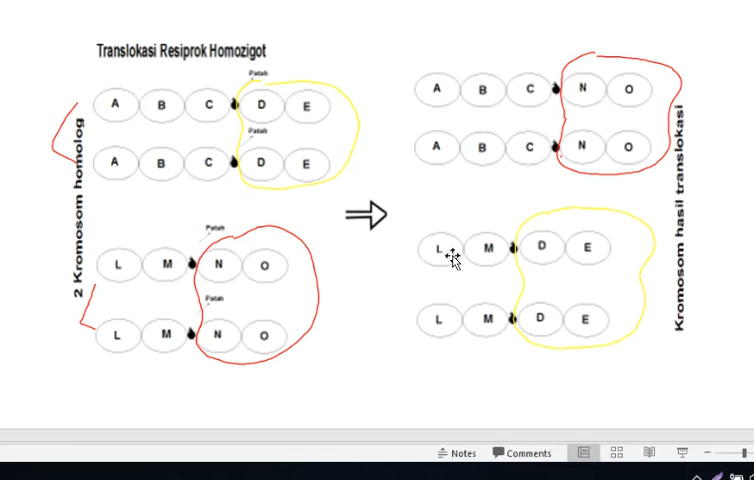 Translokasi Resiprok Homozigot
2 Kromosom homolog
Patah
A B C D E
Patah
A B C D E
Patah
L M N O
Patah
L M N O
A B C N O
A B C N O
L M D E
L M D E
Kromosom hasil translokasi
Notes Comments